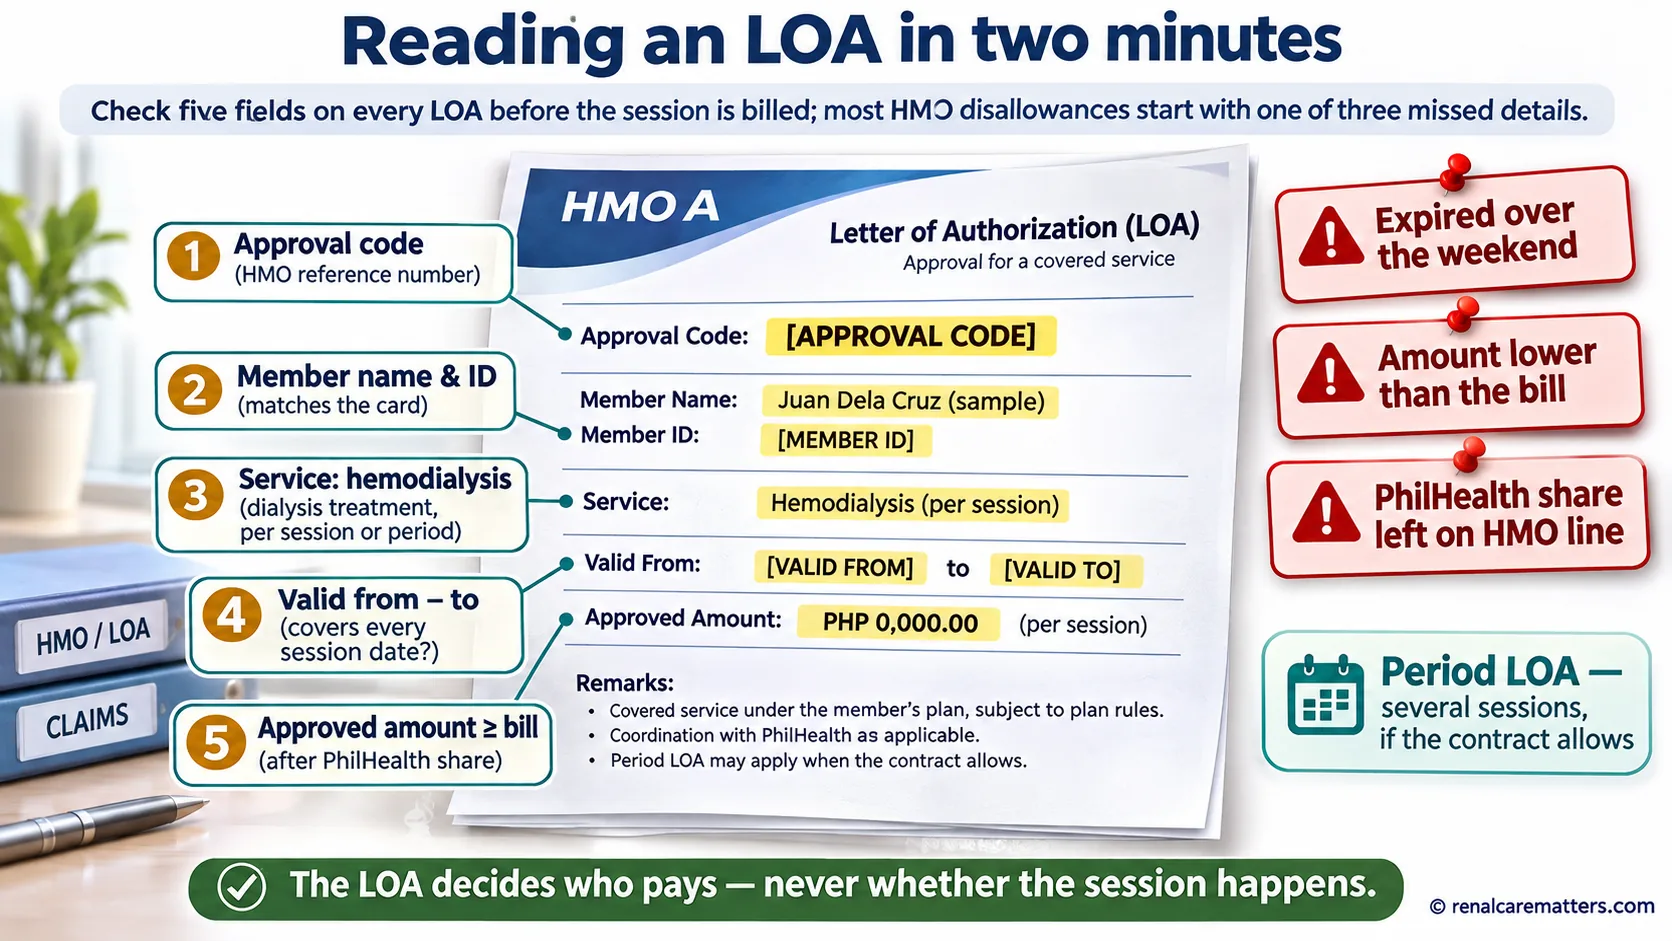 Reading an LOA in two minutes
Check five fields on every LOA before the session is billed; most HMO disallowances start with one of three missed details.
1
Approval code
(HMO reference number)
2
Member name & ID
(matches the card)
3
Service: hemodialysis
(dialysis treatment,
per session or period)
4
Valid from – to
(covers every
session date?)
5
Approved amount ≥ bill
(after PhilHealth share)
HMO / LOA
CLAIMS
HMO A
Letter of Authorization (LOA)
Approval for a covered service
Approval Code: [APPROVAL CODE]
Member Name: Juan Dela Cruz (sample)
Member ID: [MEMBER ID]
Service: Hemodialysis (per session)
Valid From: [VALID FROM] to [VALID TO]
Approved Amount: PHP 0,000.00 (per session)
Remarks:
• Covered service under the member's plan, subject to plan rules.
• Coordination with PhilHealth as applicable.
• Period LOA may apply when the contract allows.
Expired over
the weekend
Amount lower
than the bill
PhilHealth share
left on HMO line
Period LOA —
several sessions,
if the contract allows
The LOA decides who pays — never whether the session happens.
© renalcarematters.com